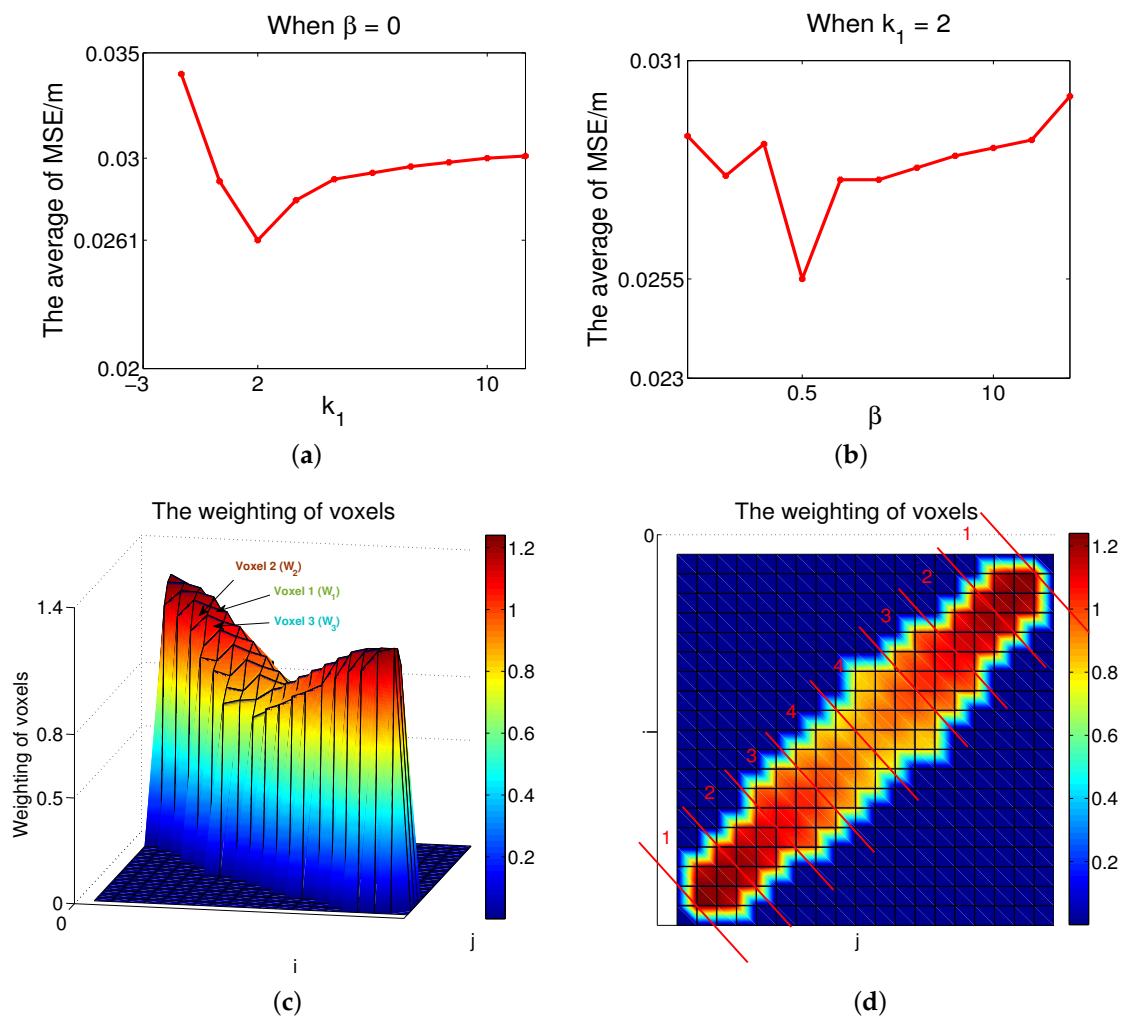 When β = 0
The average of MSE/m
0.035
0.03
0.0261
0.02
−3
2
10
k1
(a)
When k1 = 2
The average of MSE/m
0.031
0.0255
0.023
0.5
10
β
(b)
The weighting of voxels
Weighting of voxels
1.4
0.8
0.5
0
0
Voxel 2 (W2)
Voxel 1 (W1)
Voxel 3 (W3)
1.2
1
0.8
0.6
0.4
0.2
j
i
(c)
The weighting of voxels
0
1
2
3
4
4
3
2
1
1.2
1
0.8
0.6
0.4
0.2
j
(d)